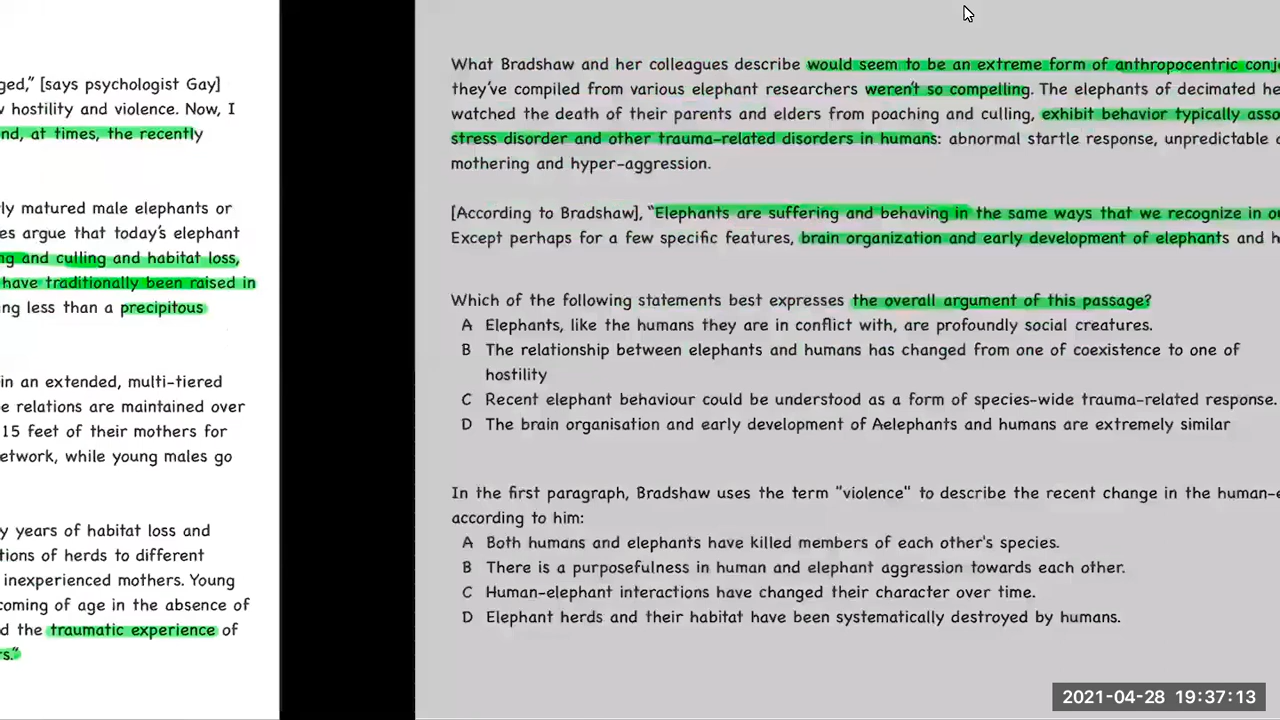 ged,” [says psychologist Gay]
hostility and violence. Now, I
nd, at times, the recently
ly matured male elephants or
es argue that today’s elephant
ng and culling and habitat loss,
have traditionally been raised in
ng less than a precipitous
in an extended, multi-tiered
e relations are maintained over
15 feet of their mothers for
etwork, while young males go
y years of habitat loss and
tions of herds to different
inexperienced mothers. Young
coming of age in the absence of
d the traumatic experience of
rs.”
What Bradshaw and her colleagues describe would seem to be an extreme form of anthropocentric conj
they’ve compiled from various elephant researchers weren’t so compelling. The elephants of decimated he
watched the death of their parents and elders from poaching and culling, exhibit behavior typically asso
stress disorder and other trauma-related disorders in humans: abnormal startle response, unpredictable
mothering and hyper-aggression.
[According to Bradshaw], “Elephants are suffering and behaving in the same ways that we recognize in ou
Except perhaps for a few specific features, brain organization and early development of elephants and h
Which of the following statements best expresses the overall argument of this passage?
A Elephants, like the humans they are in conflict with, are profoundly social creatures.
B The relationship between elephants and humans has changed from one of coexistence to one of
hostility
C Recent elephant behaviour could be understood as a form of species-wide trauma-related response.
D The brain organisation and early development of Aelephants and humans are extremely similar
In the first paragraph, Bradshaw uses the term "violence" to describe the recent change in the human-e
according to him:
A Both humans and elephants have killed members of each other's species.
B There is a purposefulness in human and elephant aggression towards each other.
C Human-elephant interactions have changed their character over time.
D Elephant herds and their habitat have been systematically destroyed by humans.
2021-04-28 19:37:13